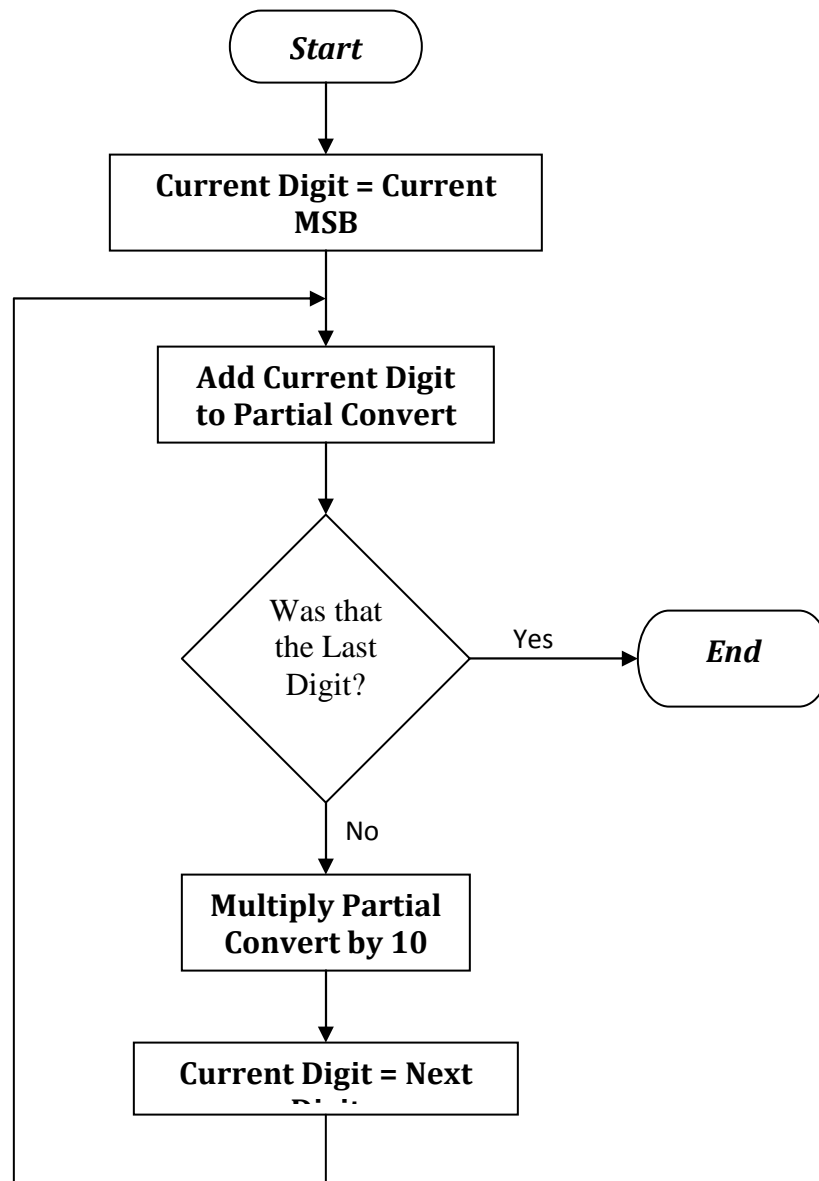 Start
Current Digit = Current
MSB
Add Current Digit
to Partial Convert
Was that
the Last
Digit?
Yes
End
No
Multiply Partial
Convert by 10
Current Digit = Next
Digit